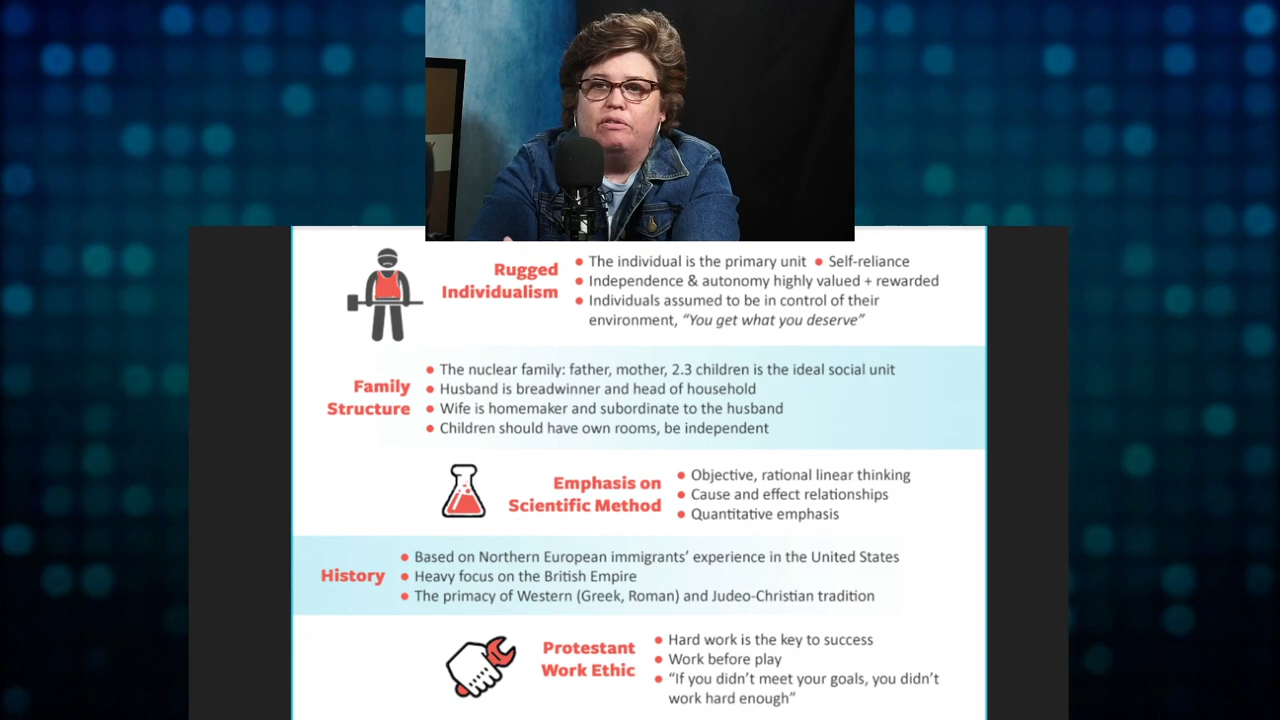 Rugged
Individualism
• The individual is the primary unit • Self-reliance
• Independence & autonomy highly valued + rewarded
• Individuals assumed to be in control of their
environment, "You get what you deserve"
Family
Structure
• The nuclear family: father, mother, 2.3 children is the ideal social unit
• Husband is breadwinner and head of household
• Wife is homemaker and subordinate to the husband
• Children should have own rooms, be independent
Emphasis on
Scientific Method
• Objective, rational linear thinking
• Cause and effect relationships
• Quantitative emphasis
History
• Based on Northern European immigrants' experience in the United States
• Heavy focus on the British Empire
• The primacy of Western (Greek, Roman) and Judeo-Christian tradition
Protestant
Work Ethic
• Hard work is the key to success
• Work before play
• "If you didn't meet your goals, you didn't
work hard enough"